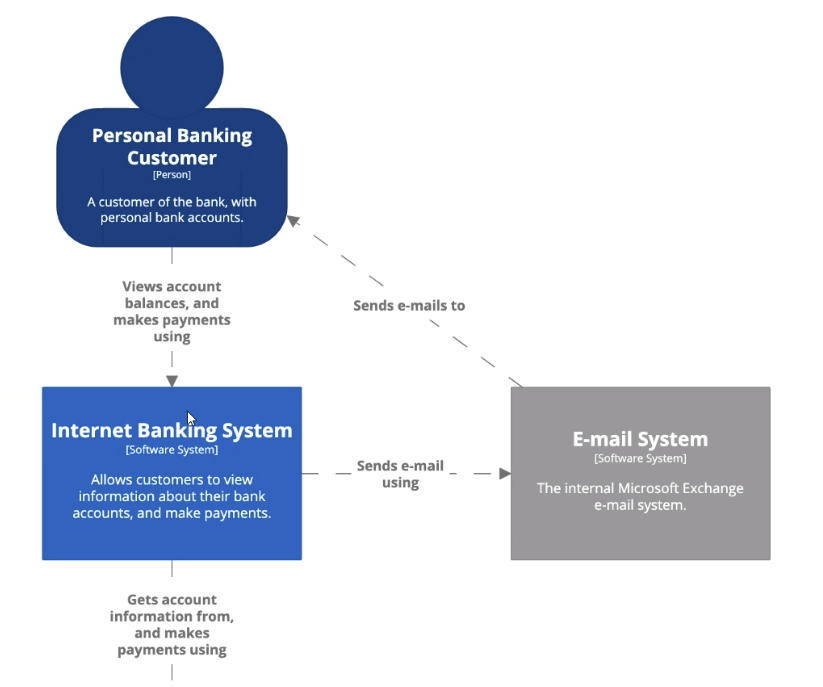 Personal Banking
Customer
[Person]
A customer of the bank, with
personal bank accounts.
Views account
balances, and
makes payments
using
Sends e-mails to
Internet Banking System
[Software System]
Allows customers to view
information about their bank
accounts, and make payments.
Sends e-mail
using
E-mail System
[Software System]
The internal Microsoft Exchange
e-mail system.
Gets account
information from,
and makes
payments using